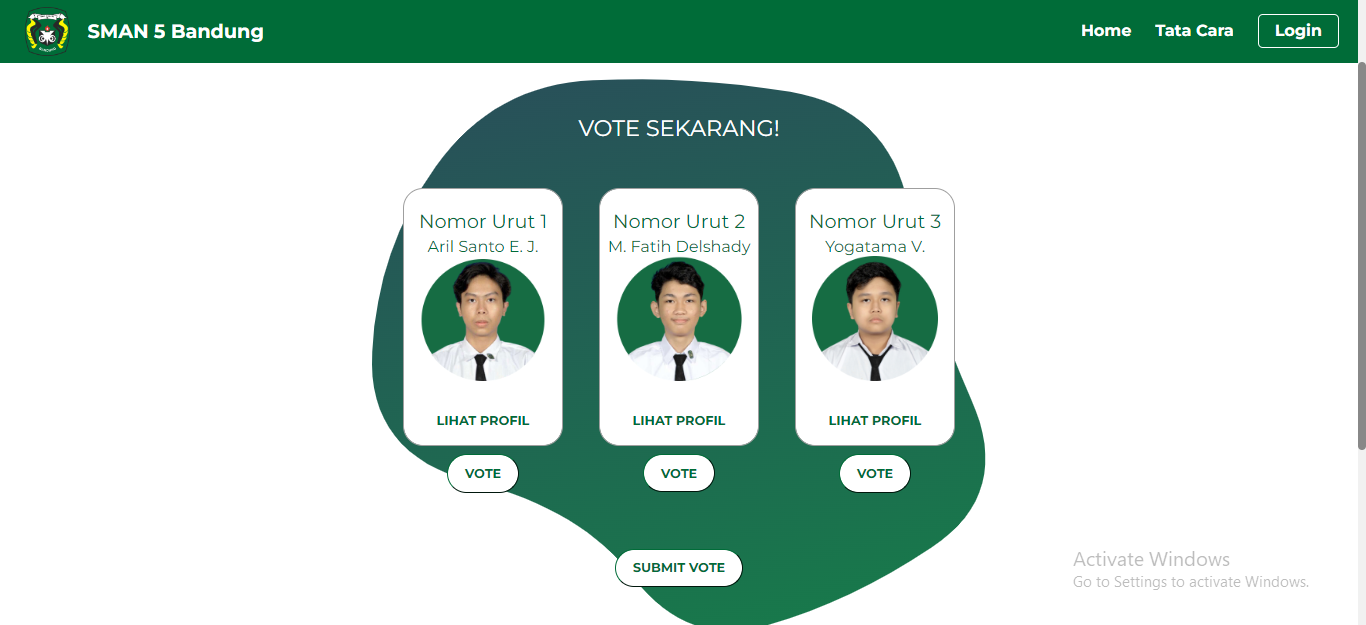 SMAN 5 Bandung
Home
Tata Cara
Login
VOTE SEKARANG!
Nomor Urut 1
Aril Santo E. J.
LIHAT PROFIL
VOTE
Nomor Urut 2
M. Fatih Delshady
LIHAT PROFIL
VOTE
Nomor Urut 3
Yogatama V.
LIHAT PROFIL
VOTE
SUBMIT VOTE
Activate Windows
Go to Settings to activate Windows.